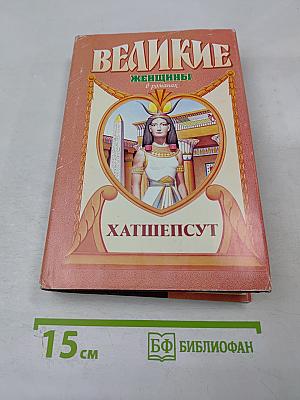 ВЕЛИКИЕ
ЖЕНЩИНЫ
в романах
ХАТШЕПСУТ
15 см
БФ БИБЛИОФАН